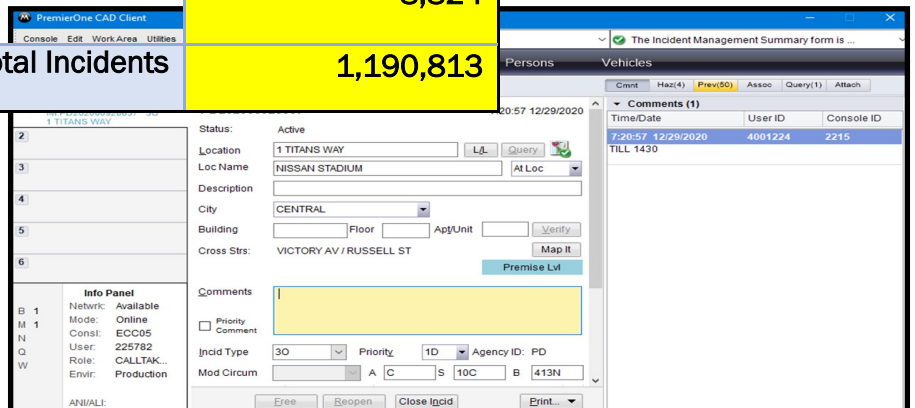 PremierOne CAD Client
Console Edit Work Area Utilities
The Incident Management Summary form is ...
Total Incidents 1,190,813
Persons Vehicles
Cmnt Haz(4) Prev(50) Assoc Query(1) Attach
1 TITANS WAY
:20:57 12/29/2020
Comments (1)
Time/Date User ID Console ID
7:20:57 12/29/2020 4001224 2215
TILL 1430
2
3
4
5
6
Status: Active
Location 1 TITANS WAY L/L Query
Loc Name NISSAN STADIUM At Loc
Description
City CENTRAL
Building Floor Apt/Unit Verify
Cross Strs: VICTORY AV / RUSSELL ST Map It
Premise Lvl
Comments
Priority
Comment
Incid Type 3O Priority 1D Agency ID: PD
Mod Circum A C S 10C B 413N
Free Reopen Close Incid Print...
Info Panel
Netwrk: Available
Mode: Online
Consl: ECC05
User: 225782
Role: CALLTAK...
Envir: Production
ANI/ALI:
B 1
M 1
N
Q
W